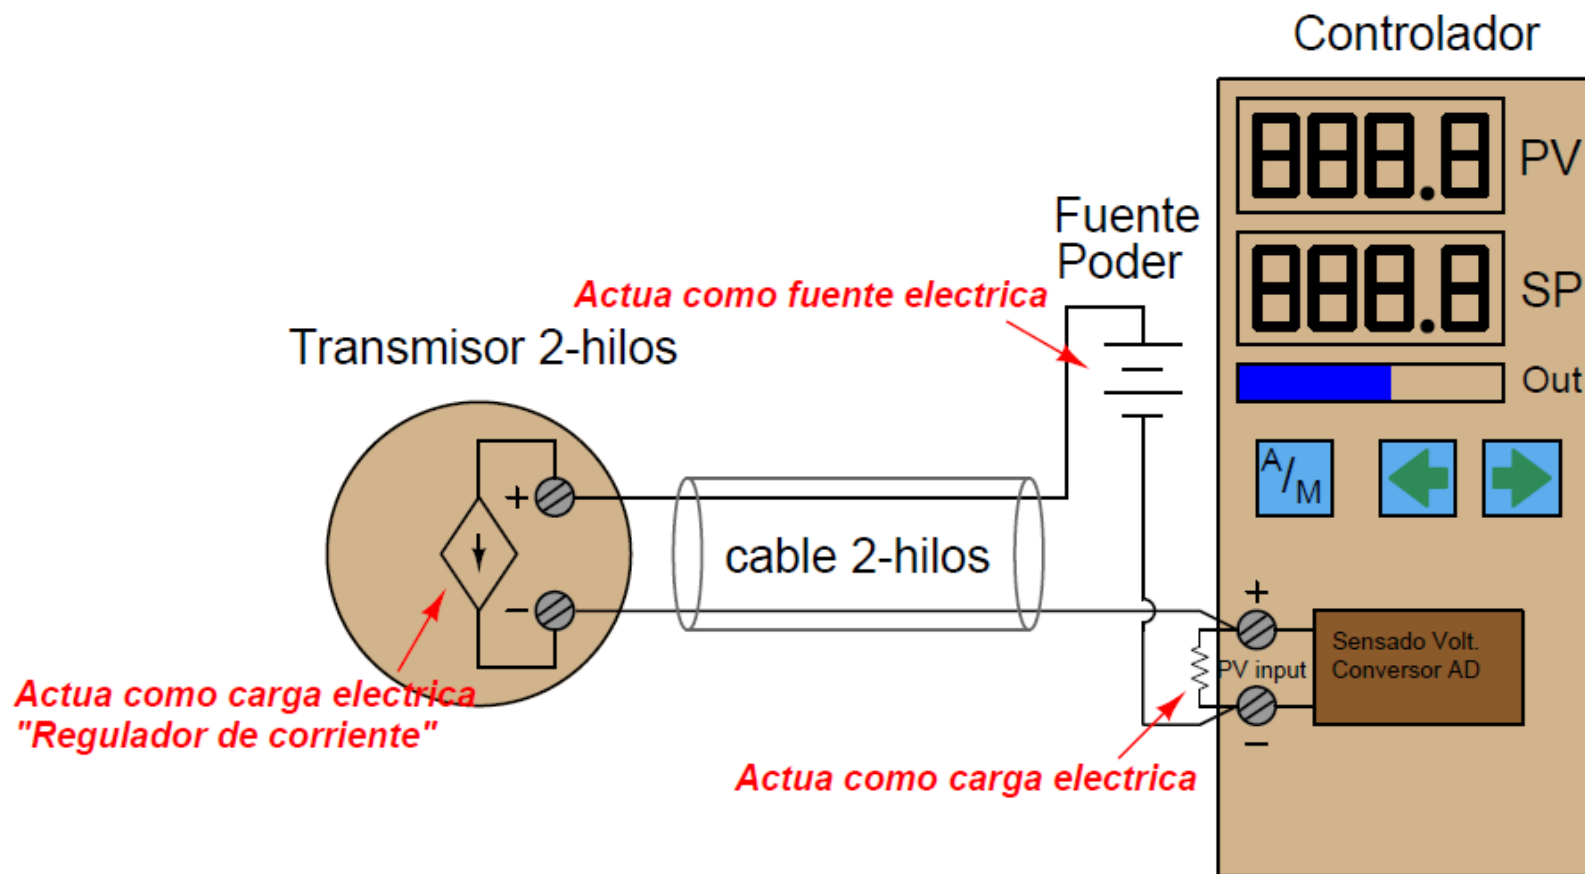 Controlador
888.8 PV
Fuente
Poder
888.8 SP
Actua como fuente electrica
Transmisor 2-hilos
Out
A/M
+
cable 2-hilos
+
−
Sensado Volt.
PV input
Conversor AD
Actua como carga electrica
"Regulador de corriente"
−
Actua como carga electrica